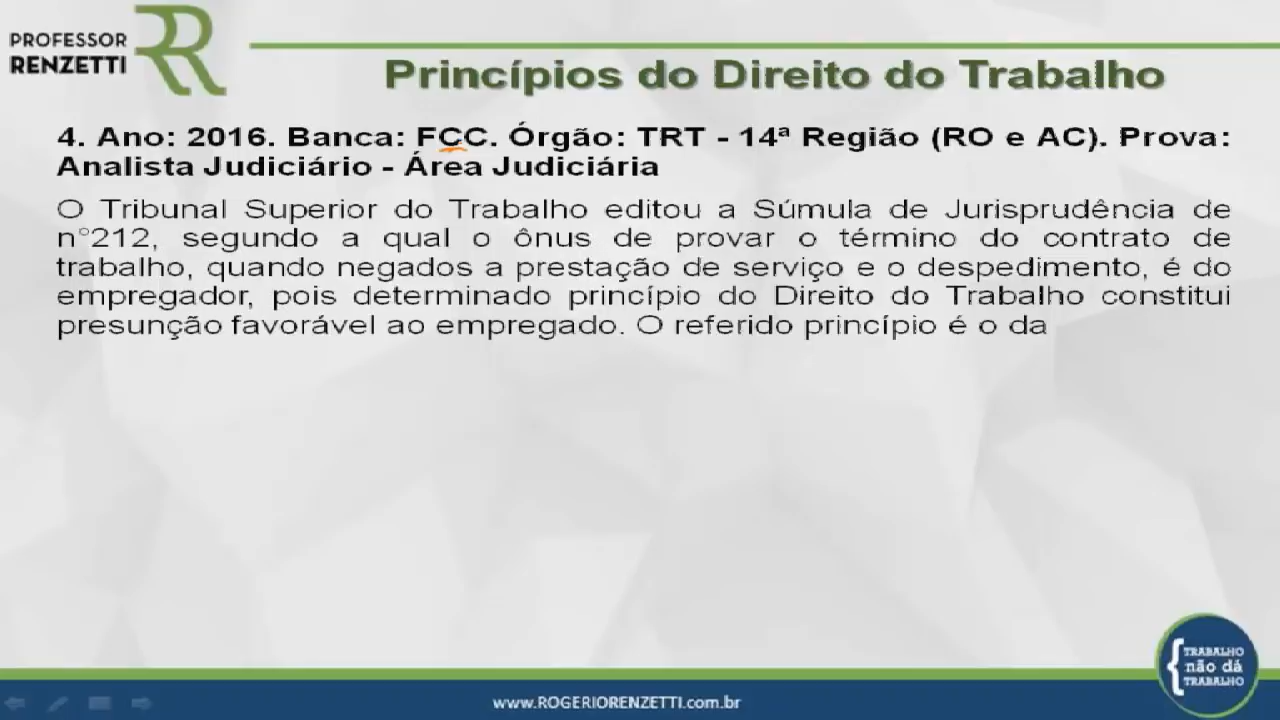 PROFESSOR
RENZETTI
RR
Princípios do Direito do Trabalho
4. Ano: 2016. Banca: FCC. Órgão: TRT - 14ª Região (RO e AC). Prova:
Analista Judiciário - Área Judiciária
O Tribunal Superior do Trabalho editou a Súmula de Jurisprudência de
n°212, segundo a qual o ônus de provar o término do contrato de
trabalho, quando negados a prestação de serviço e o despedimento, é do
empregador, pois determinado princípio do Direito do Trabalho constitui
presunção favorável ao empregado. O referido princípio é o da
TRABALHO
não dá
TRABALHO
www.ROGERIORENZETTI.com.br